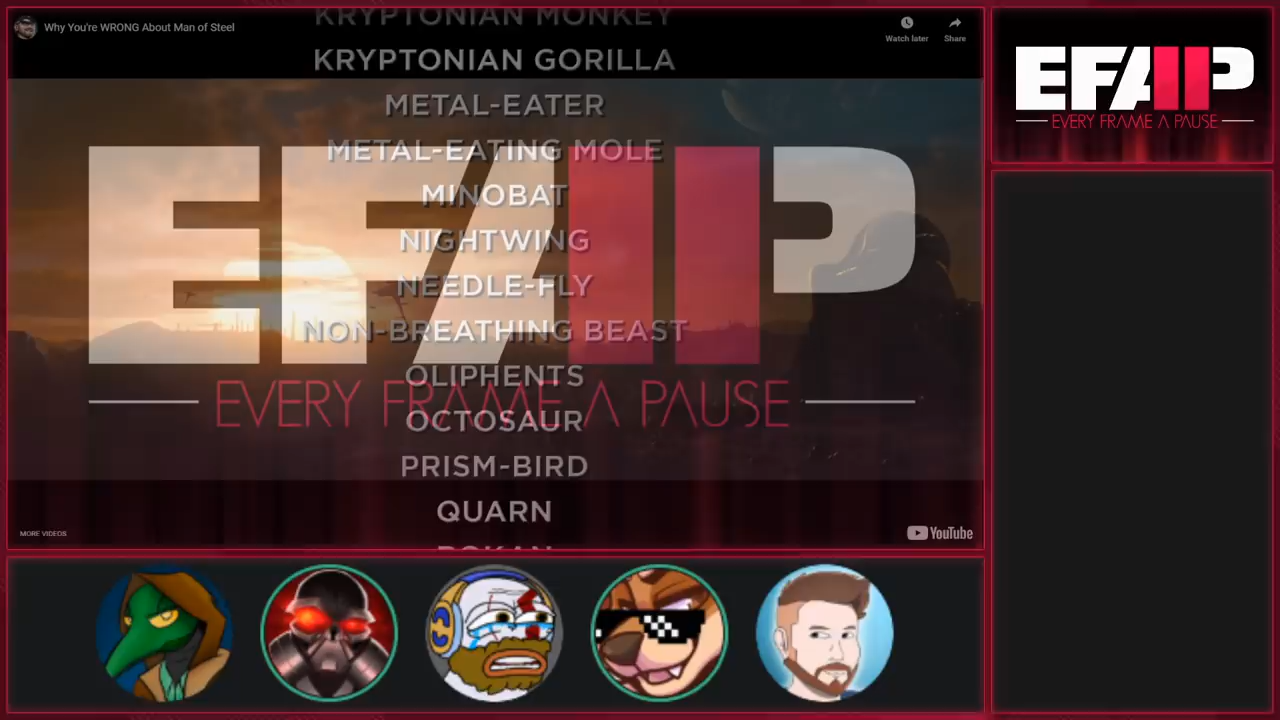 Why You're WRONG About Man of Steel
Watch later
Share
KRYPTONIAN MONKEY
KRYPTONIAN GORILLA
METAL-EATER
METAL-EATING MOLE
MINOBAT
NIGHTWING
NEEDLE-FLY
NON-BREATHING BEAST
OLIPHENTS
OCTOSAUR
PRISM-BIRD
QUARN
EFAP
EVERY FRAME A PAUSE
MORE VIDEOS
YouTube
EFAP
EVERY FRAME A PAUSE